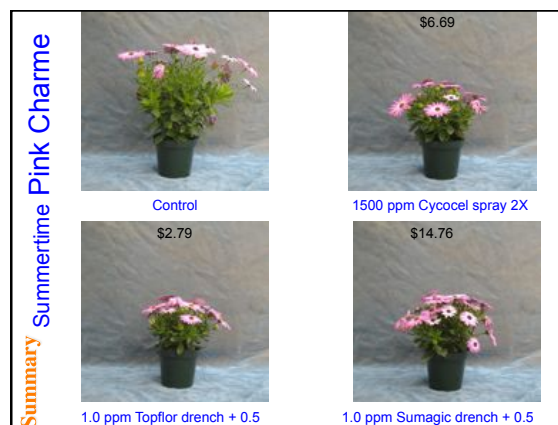 Summary Summertime Pink Charme
$6.69
Control
1500 ppm Cycocel spray 2X
$2.79
$14.76
1.0 ppm Topflor drench + 0.5
1.0 ppm Sumagic drench + 0.5